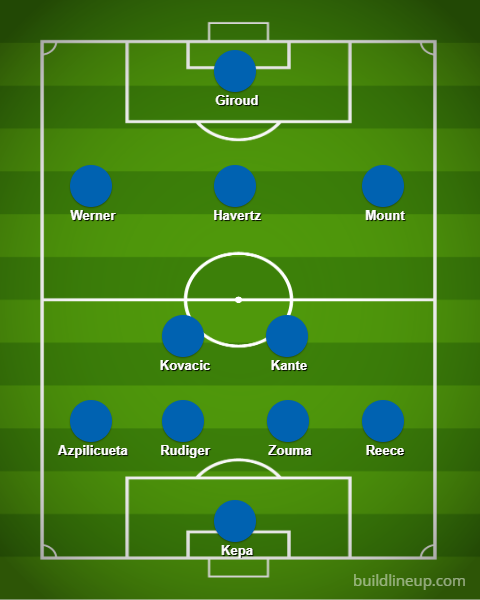 Giroud
Werner Havertz Mount
Kovacic Kante
Azpilicueta Rudiger Zouma Reece
Kepa
buildlineup.com